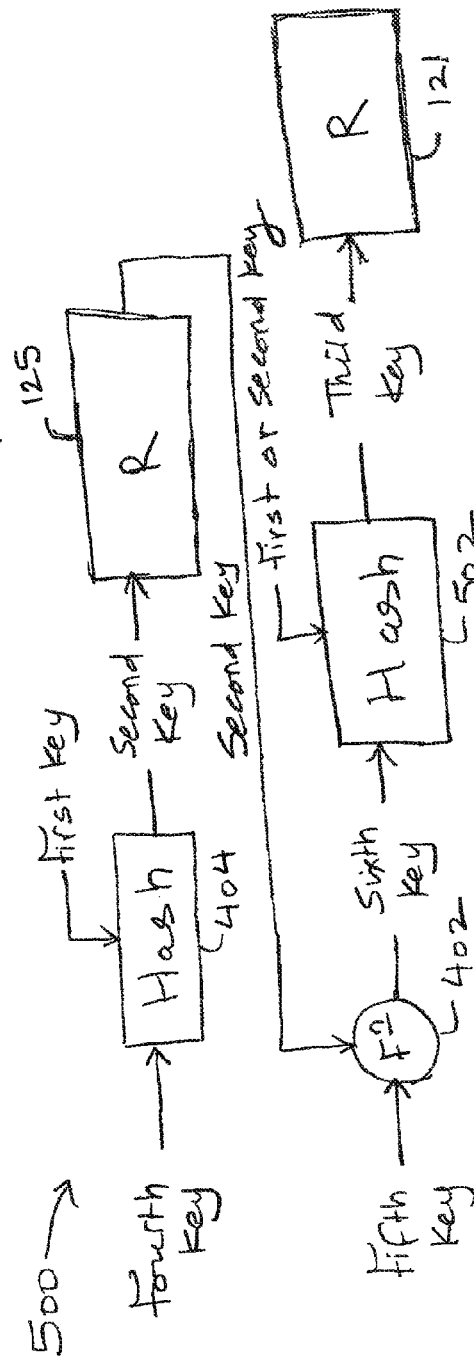 500
First key
125
Fourth
Key
Hash
404
Second
Key
R
Second key
First or second key
Fifth
Key
Fn
402
Sixth
Key
Hash
502
Third
Key
R
121